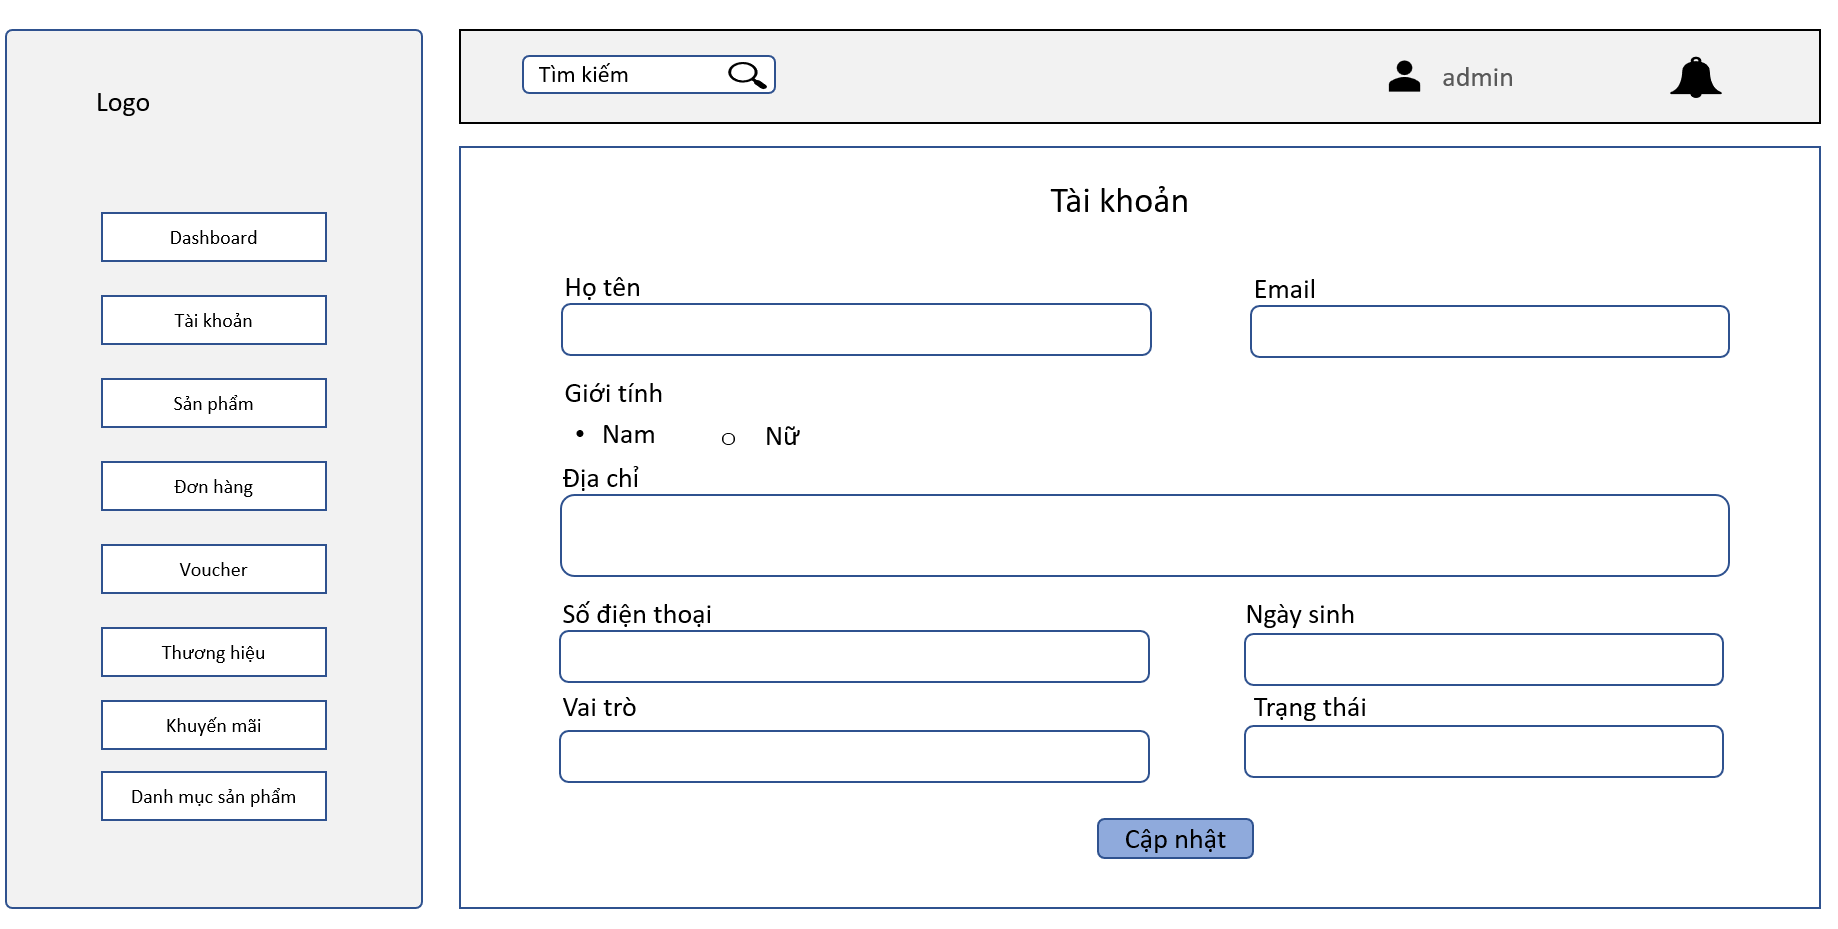 Logo
Dashboard
Tài khoản
Sản phẩm
Đơn hàng
Voucher
Thương hiệu
Khuyến mãi
Danh mục sản phẩm
Tìm kiếm
admin
Tài khoản
Họ tên
Email
Giới tính
• Nam
o Nữ
Địa chỉ
Số điện thoại
Ngày sinh
Vai trò
Trạng thái
Cập nhật